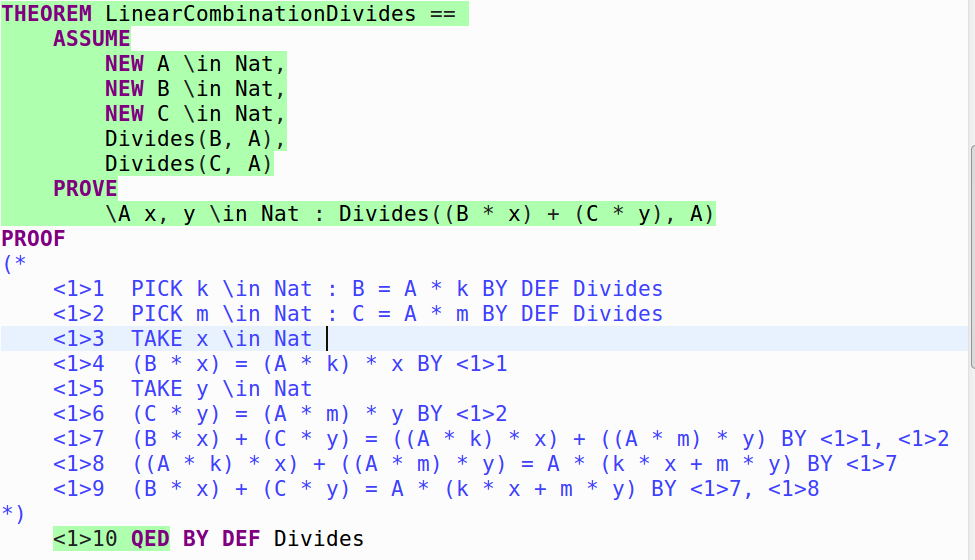 THEOREM LinearCombinationDivides ==
    ASSUME
        NEW A \in Nat,
        NEW B \in Nat,
        NEW C \in Nat,
        Divides(B, A),
        Divides(C, A)
    PROVE
        \A x, y \in Nat : Divides((B * x) + (C * y), A)
PROOF
(*
    <1>1  PICK k \in Nat : B = A * k BY DEF Divides
    <1>2  PICK m \in Nat : C = A * m BY DEF Divides
    <1>3  TAKE x \in Nat
    <1>4  (B * x) = (A * k) * x BY <1>1
    <1>5  TAKE y \in Nat
    <1>6  (C * y) = (A * m) * y BY <1>2
    <1>7  (B * x) + (C * y) = ((A * k) * x) + ((A * m) * y) BY <1>1, <1>2
    <1>8  ((A * k) * x) + ((A * m) * y) = A * (k * x + m * y) BY <1>7
    <1>9  (B * x) + (C * y) = A * (k * x + m * y) BY <1>7, <1>8
*)
    <1>10 QED BY DEF Divides